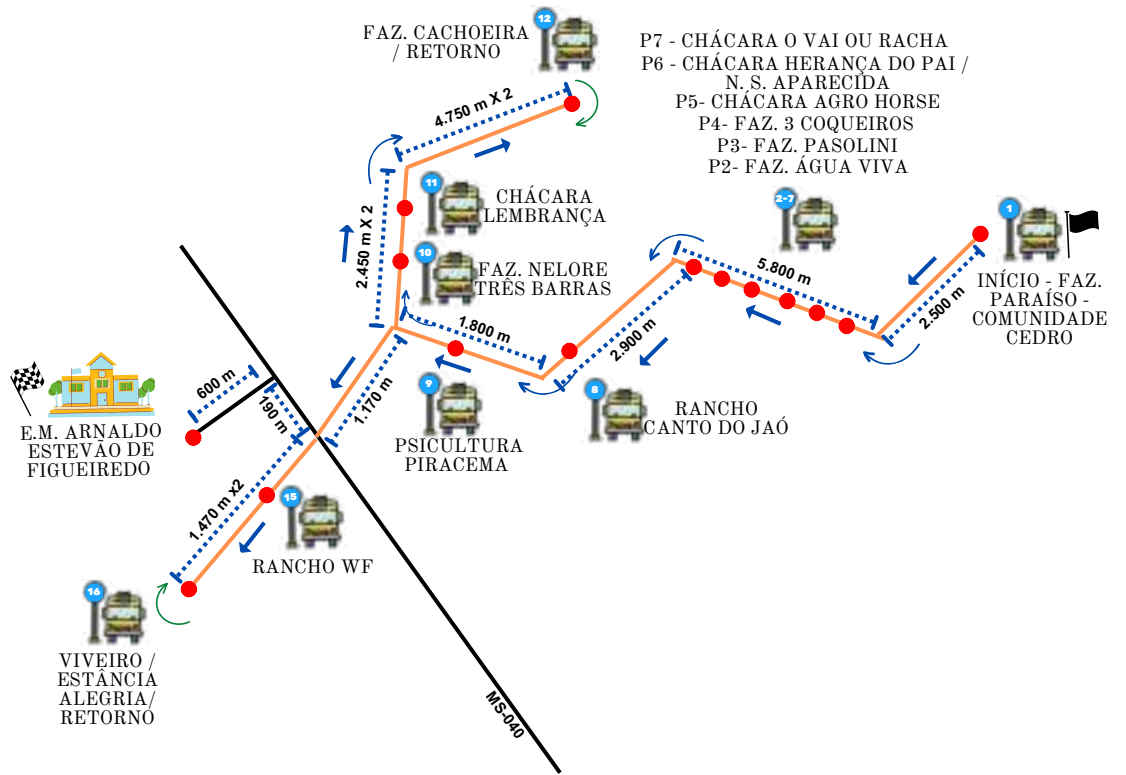 12
FAZ. CACHOEIRA
/ RETORNO
P7 - CHÁCARA O VAI OU RACHA
P6 - CHÁCARA HERANÇA DO PAI /
N. S. APARECIDA
P5- CHÁCARA AGRO HORSE
P4- FAZ. 3 COQUEIROS
P3- FAZ. PASOLINI
P2- FAZ. ÁGUA VIVA
4.750 m X 2
11
CHÁCARA
LEMBRANÇA
2-7
1
INÍCIO - FAZ.
PARAÍSO -
COMUNIDADE
CEDRO
2.450 m X 2
10
FAZ. NELORE
TRÊS BARRAS
5.800 m
2.500 m
1.800 m
2.900 m
600 m
190 m
1.170 m
9
PSICULTURA
PIRACEMA
8
RANCHO
CANTO DO JAÓ
E.M. ARNALDO
ESTEVÃO DE
FIGUEIREDO
1.470 m x2
15
RANCHO WF
16
VIVEIRO /
ESTÂNCIA
ALEGRIA/
RETORNO
MS-040